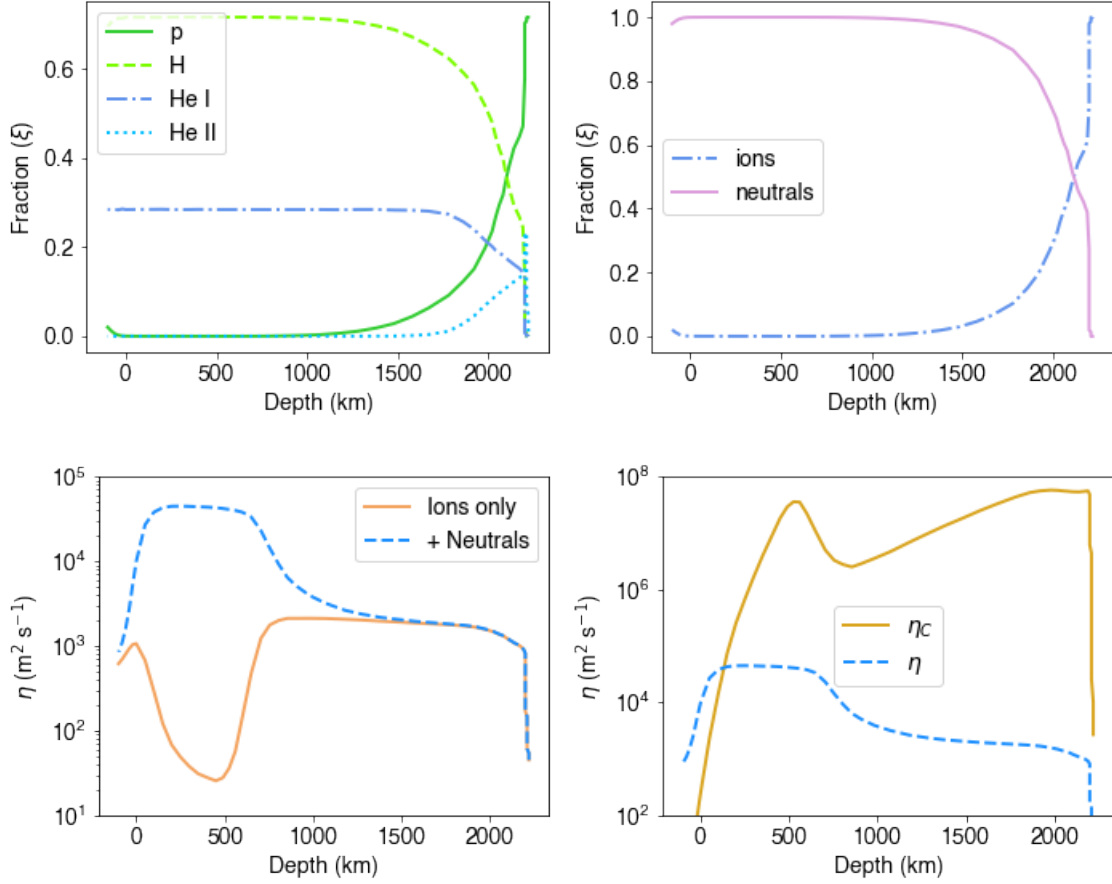 p
H
He I
He II
0.6
0.4
0.2
0.0
Fraction (ξ)
0
500
1000
1500
2000
Depth (km)
ions
neutrals
1.0
0.8
0.6
0.4
0.2
0.0
Fraction (ξ)
0
500
1000
1500
2000
Depth (km)
Ions only
+ Neutrals
10⁵
10⁴
10³
10²
10¹
η (m² s⁻¹)
0
500
1000
1500
2000
Depth (km)
η_C
η
10⁸
10⁶
10⁴
10²
η (m² s⁻¹)
0
500
1000
1500
2000
Depth (km)